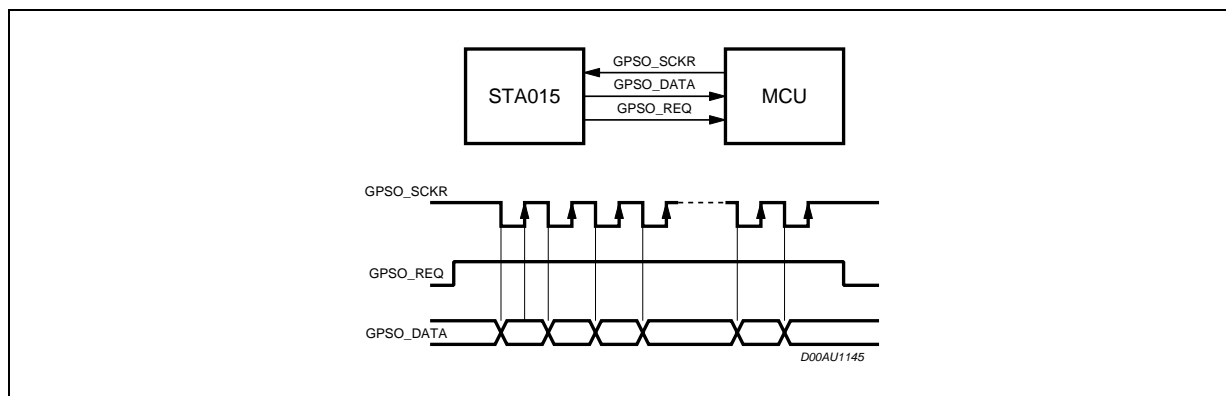 GPSO_SCKR
STA015
GPSO_DATA
MCU
GPSO_REQ
GPSO_SCKR
GPSO_REQ
GPSO_DATA
D00AU1145